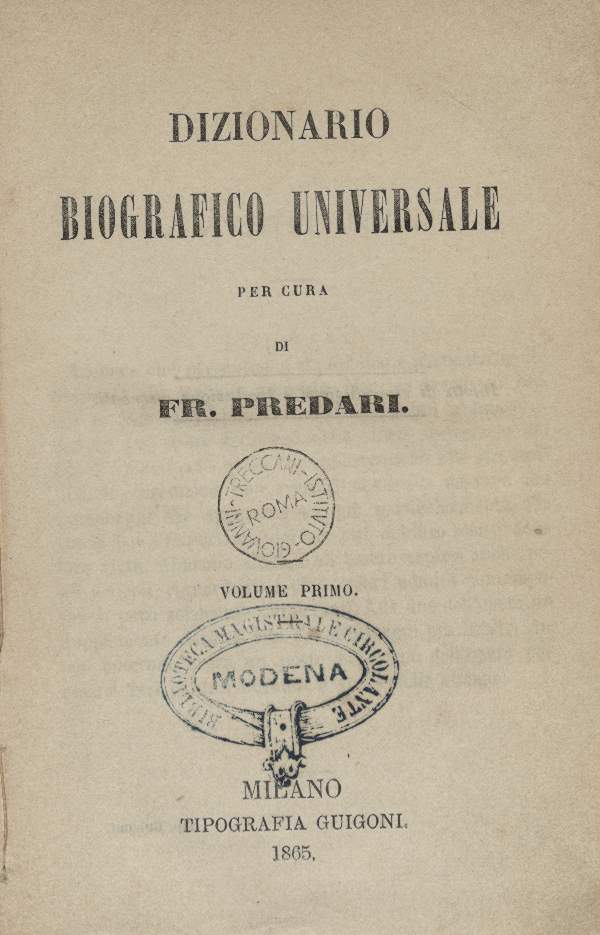 DIZIONARIO
BIOGRAFICO UNIVERSALE
PER CURA
DI
FR. PREDARI.
GIOVANNI-TRECCANI-ISTITUTO-
ROMA
VOLUME PRIMO.
BIBLIOTECA MAGISTRALE CIRCOLANTE
MODENA
MILANO
TIPOGRAFIA GUIGONI.
1865.